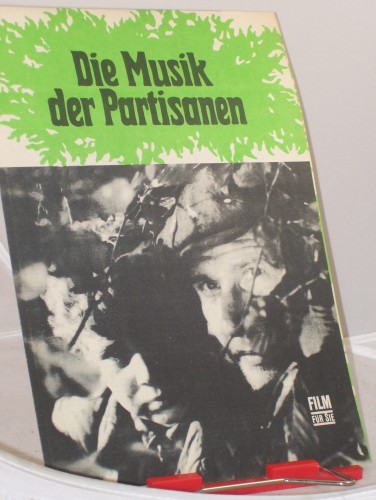 Die Musik
der Partisanen
FILM
FÜR SIE